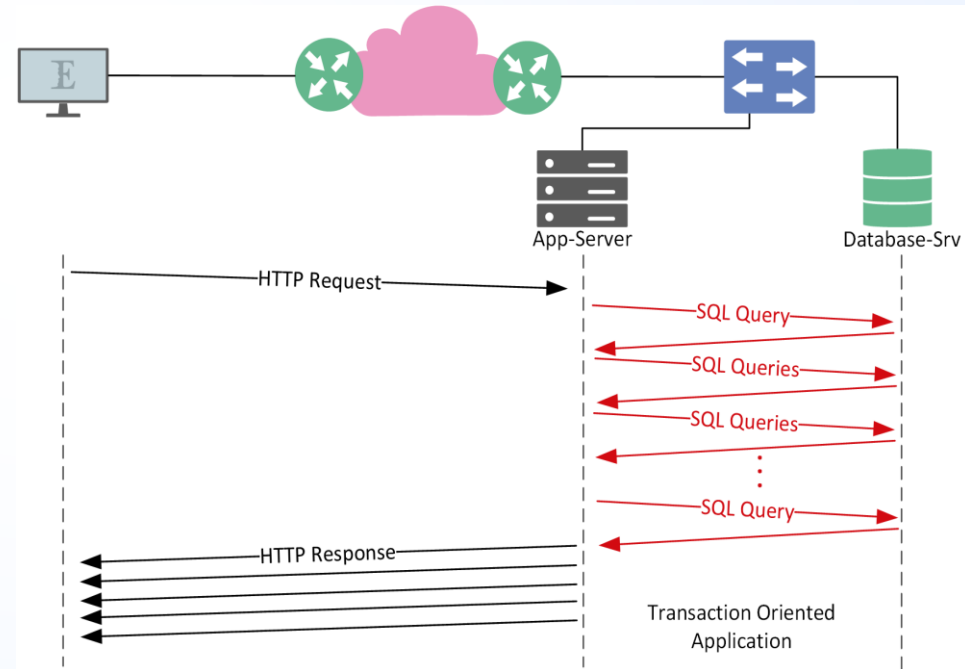 E
App-Server
Database-Srv
HTTP Request
SQL Query
SQL Queries
SQL Queries
SQL Query
HTTP Response
Transaction Oriented
Application